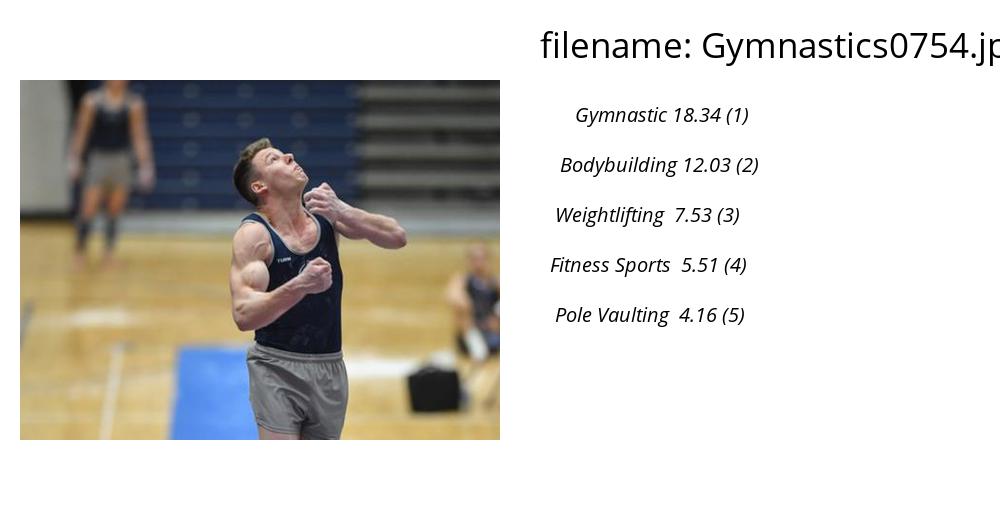 filename: Gymnastics0754.jp
Gymnastic 18.34 (1)
Bodybuilding 12.03 (2)
Weightlifting 7.53 (3)
Fitness Sports 5.51 (4)
Pole Vaulting 4.16 (5)
TURN